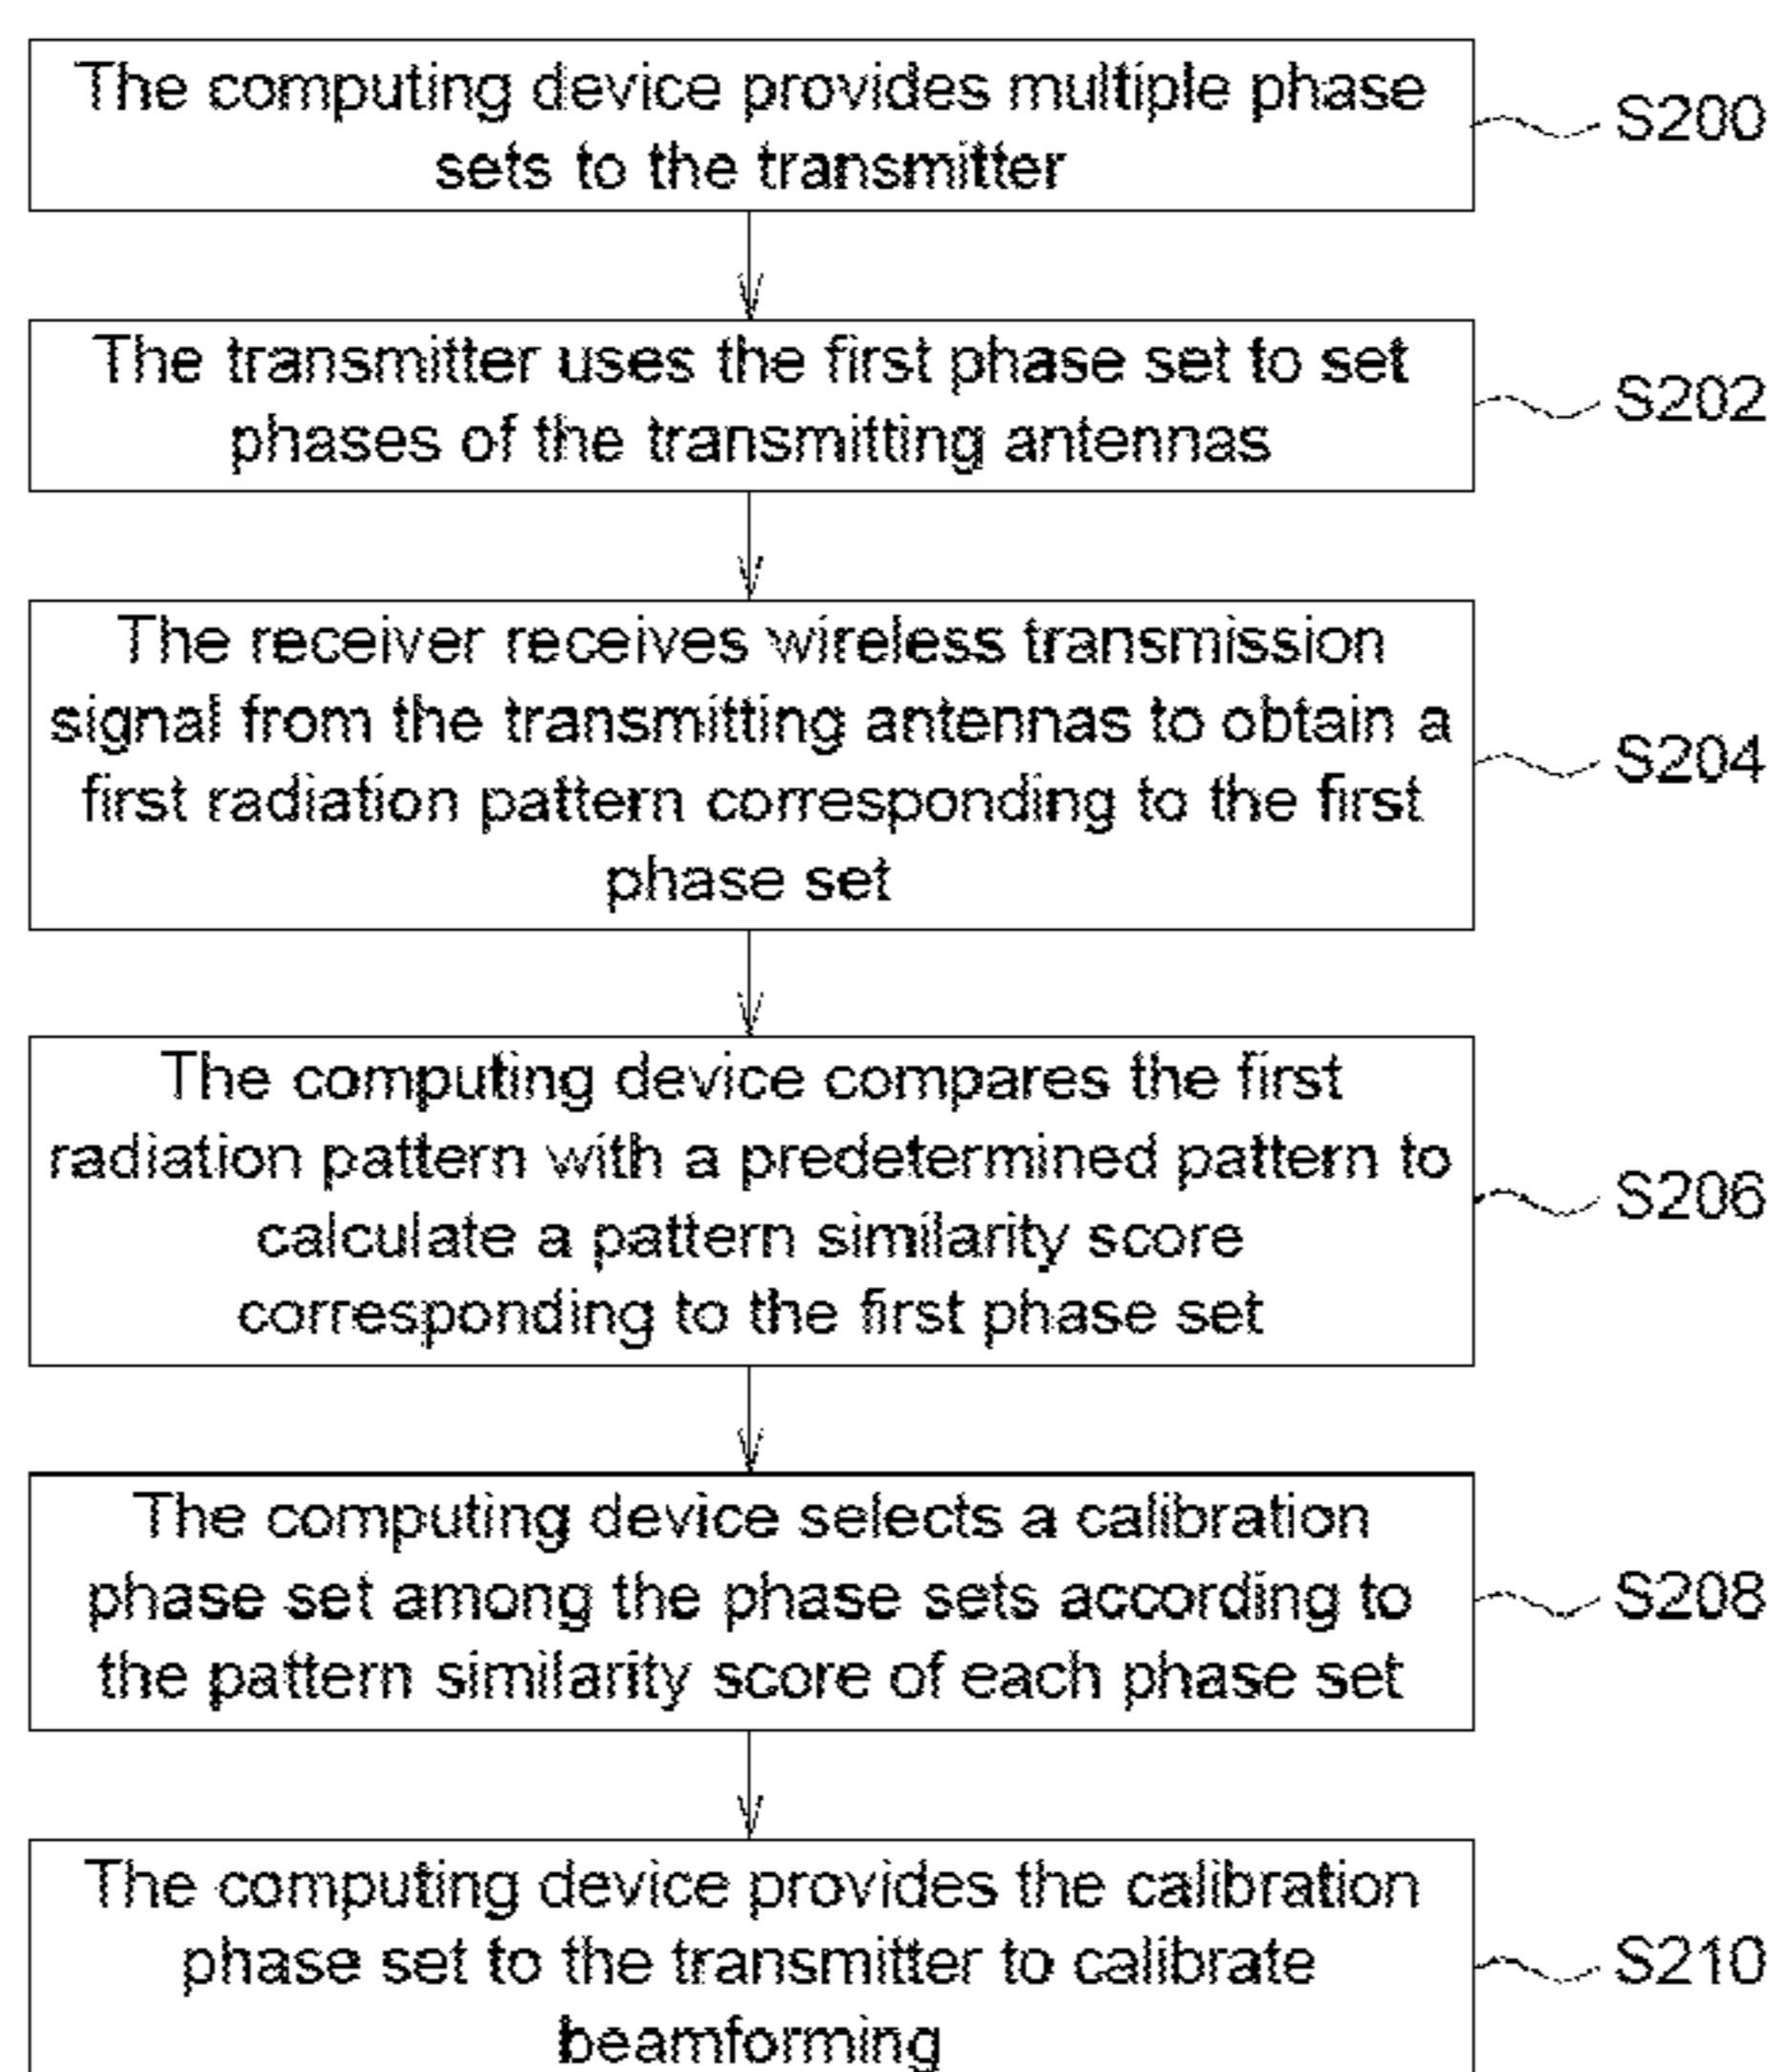 The computing device provides multiple phase
sets to the transmitter
S200
The transmitter uses the first phase set to set
phases of the transmitting antennas
S202
The receiver receives wireless transmission
signal from the transmitting antennas to obtain a
first radiation pattern corresponding to the first
phase set
S204
The computing device compares the first
radiation pattern with a predetermined pattern to
calculate a pattern similarity score
corresponding to the first phase set
S206
The computing device selects a calibration
phase set among the phase sets according to
the pattern similarity score of each phase set
S208
The computing device provides the calibration
phase set to the transmitter to calibrate
beamforming
S210